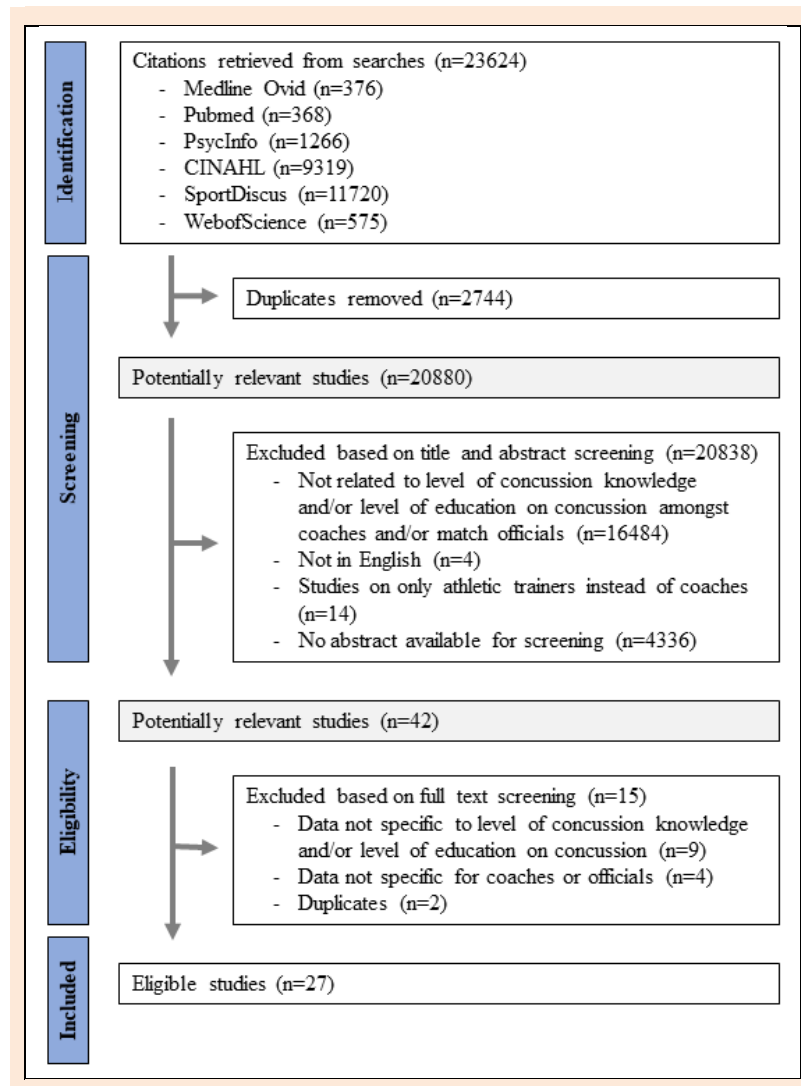 Identification
Citations retrieved from searches (n=23624)
- Medline Ovid (n=376)
- Pubmed (n=368)
- PsycInfo (n=1266)
- CINAHL (n=9319)
- SportDiscus (n=11720)
- WebofScience (n=575)
Screening
Duplicates removed (n=2744)
Potentially relevant studies (n=20880)
Excluded based on title and abstract screening (n=20838)
- Not related to level of concussion knowledge
and/or level of education on concussion amongst
coaches and/or match officials (n=16484)
- Not in English (n=4)
- Studies on only athletic trainers instead of coaches
(n=14)
- No abstract available for screening (n=4336)
Eligibility
Potentially relevant studies (n=42)
Excluded based on full text screening (n=15)
- Data not specific to level of concussion knowledge
and/or level of education on concussion (n=9)
- Data not specific for coaches or officials (n=4)
- Duplicates (n=2)
Included
Eligible studies (n=27)